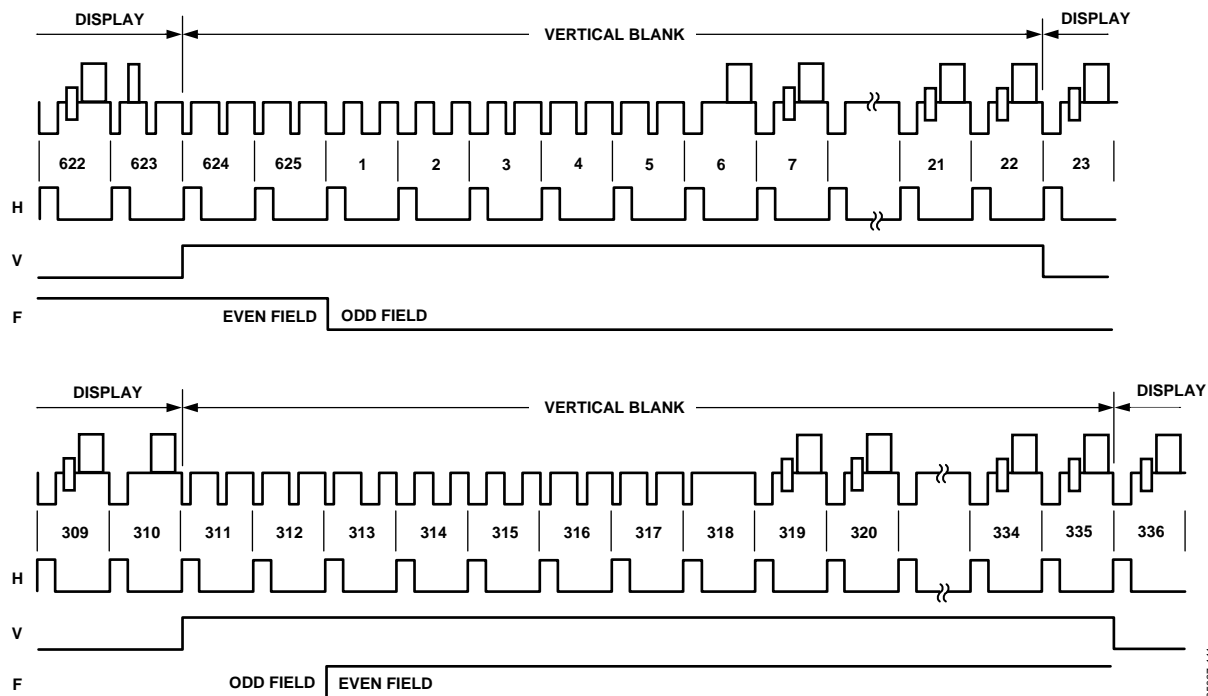 DISPLAY VERTICAL BLANK DISPLAY
622 623 624 625 1 2 3 4 5 6 7 21 22 23
H
V
EVEN FIELD ODD FIELD
F
DISPLAY VERTICAL BLANK DISPLAY
309 310 311 312 313 314 315 316 317 318 319 320 334 335 336
H
V
ODD FIELD EVEN FIELD
F